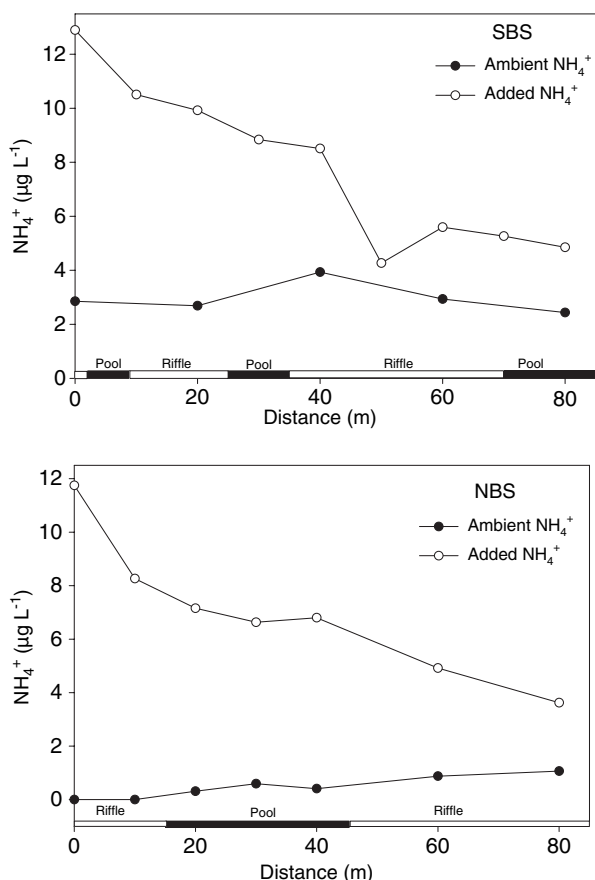 SBS
Ambient NH₄⁺
Added NH₄⁺
12
10
8
6
4
2
0
NH₄⁺ (µg L⁻¹)
Pool Riffle Pool Riffle Pool
0 20 40 60 80
Distance (m)
NBS
Ambient NH₄⁺
Added NH₄⁺
12
10
8
6
4
2
0
NH₄⁺ (µg L⁻¹)
Riffle Pool Riffle
0 20 40 60 80
Distance (m)